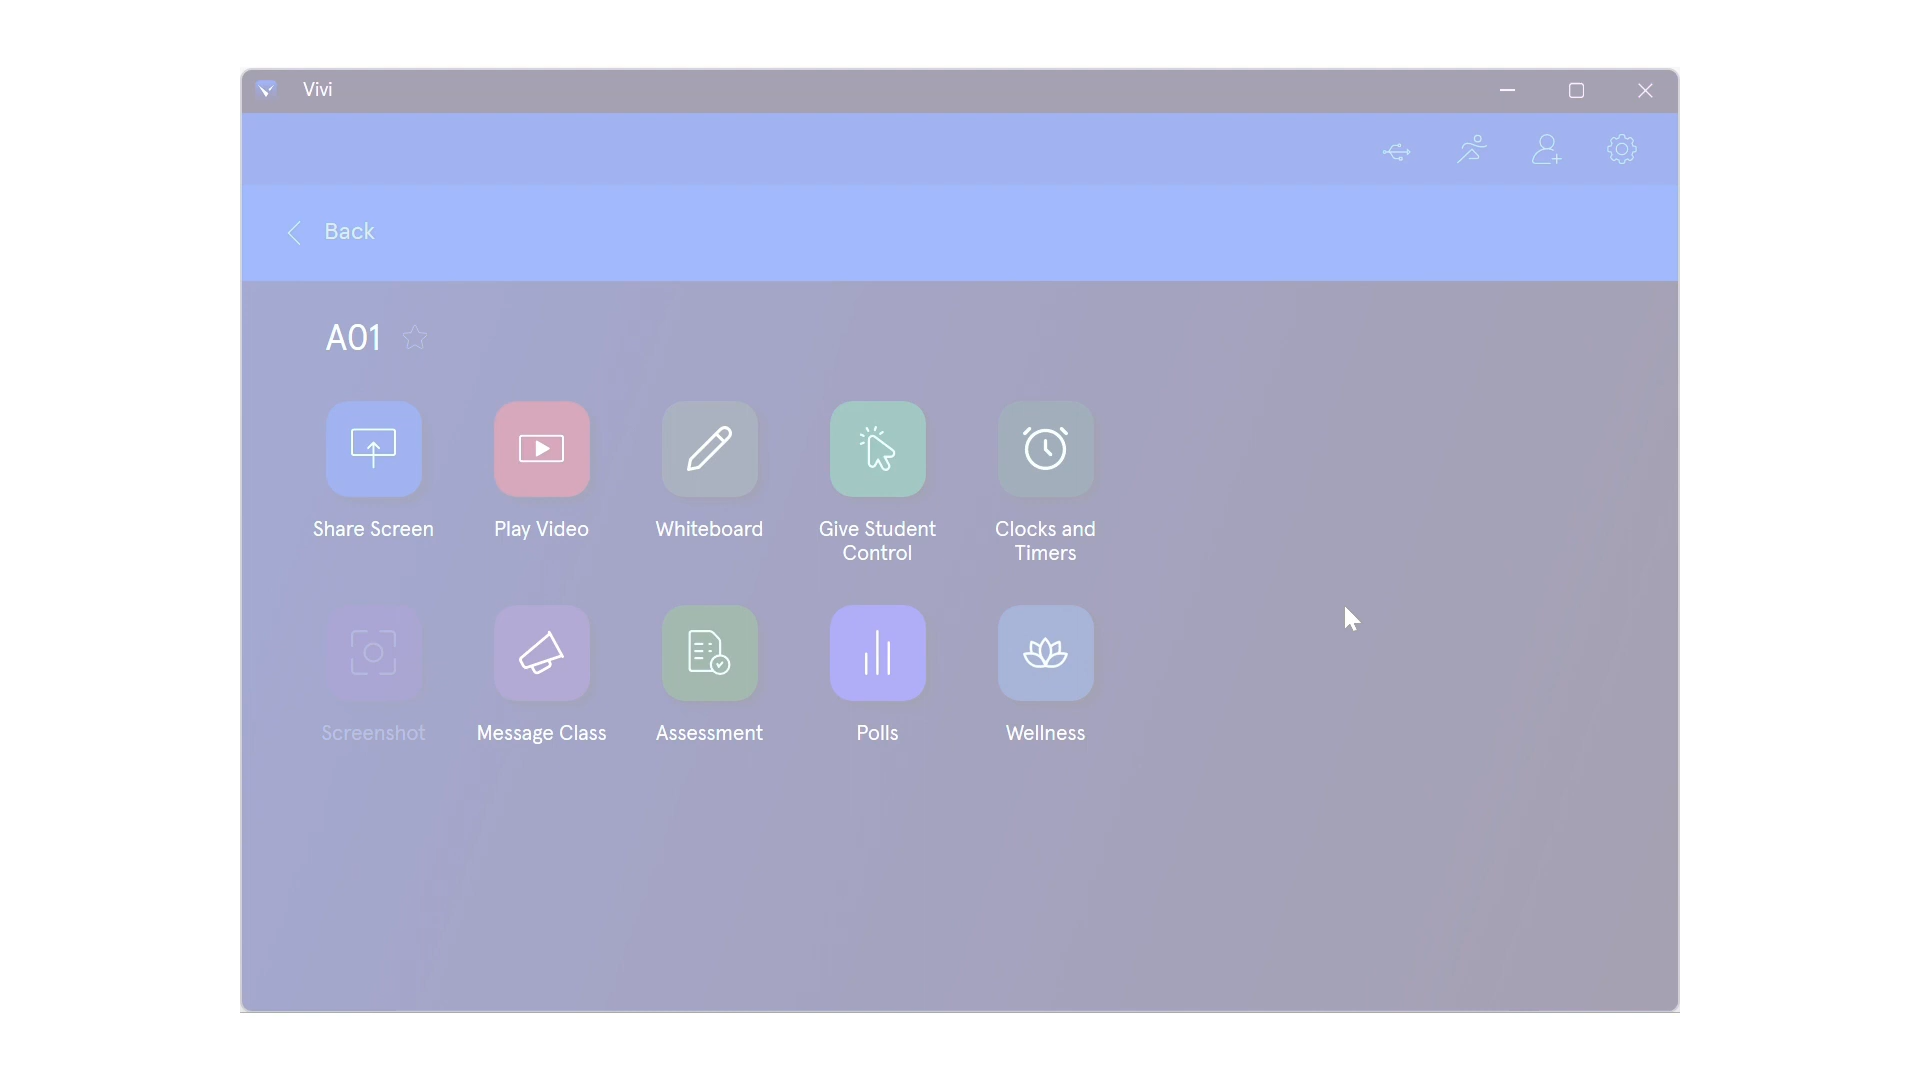 Vivi
Back
A01
Share Screen
Play Video
Whiteboard
Give Student
Control
Clocks and
Timers
Screenshot
Message Class
Assessment
Polls
Wellness